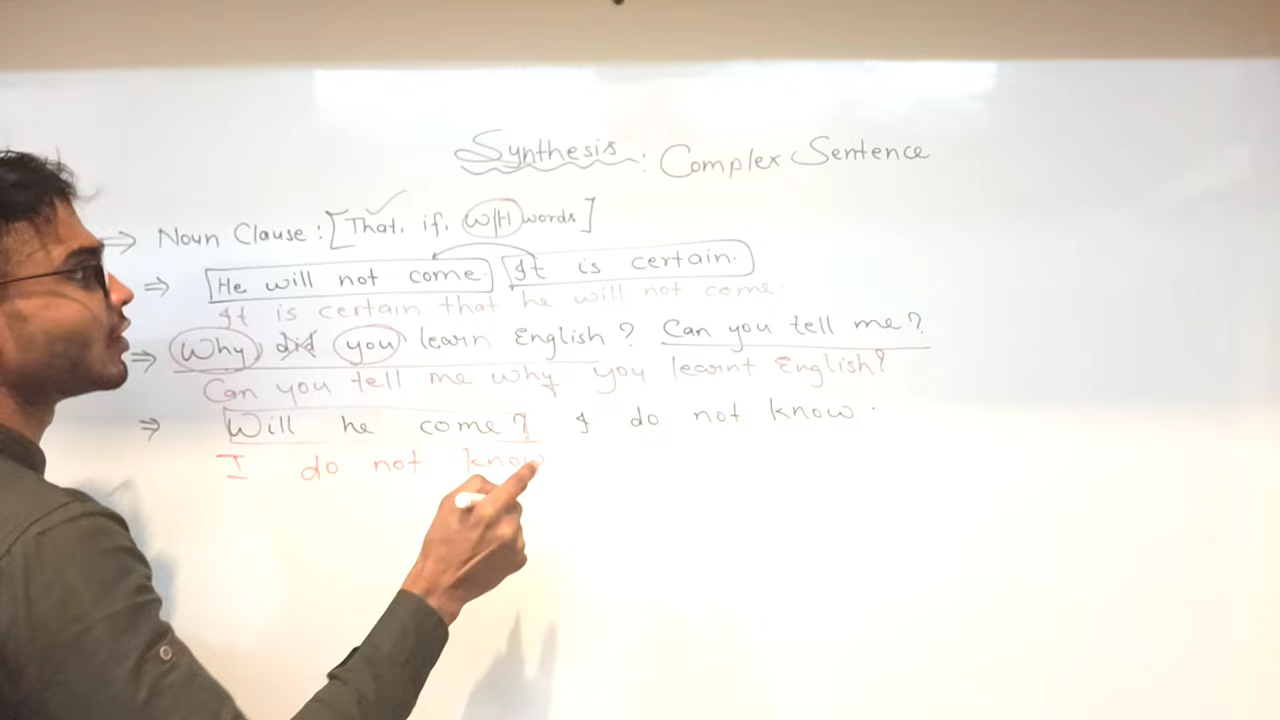 Synthesis: Complex Sentence
⇒ Noun Clause: [That, if, W/H words]
⇒ He will not come. It is certain.
It is certain that he will not come.
⇒ Why did you learn English? Can you tell me?
Can you tell me why you learnt English?
⇒ Will he come? I do not know.
I do not know